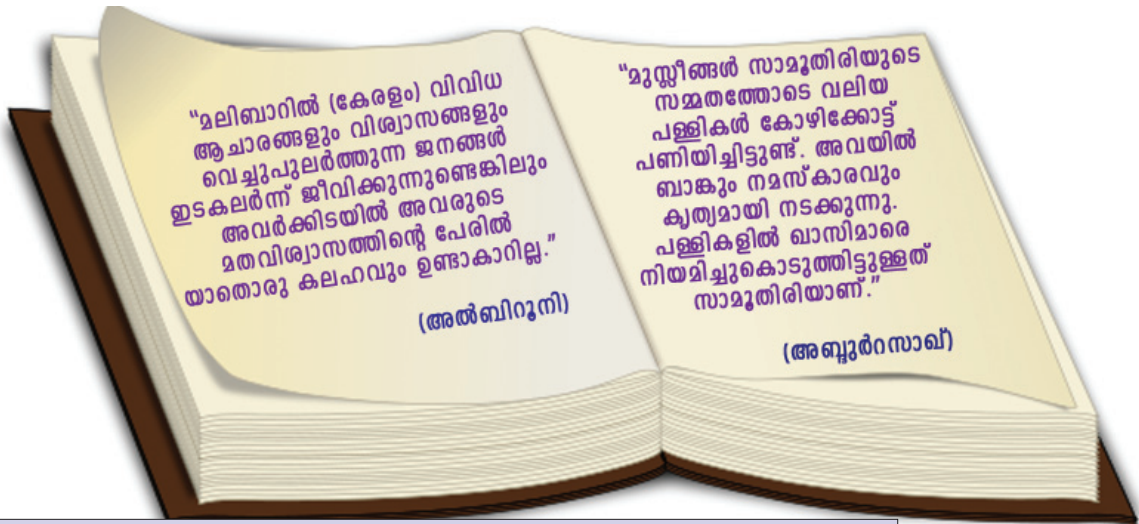 "മലിബാറിൽ (കേരളം) വിവിധ
ആചാരങ്ങളും വിശ്വാസങ്ങളും
വെച്ചുപുലർത്തുന്ന ജനങ്ങൾ
ഇടകലർന്ന് ജീവിക്കുന്നുണ്ടെങ്കിലും
അവർക്കിടയിൽ അവരുടെ
മതവിശ്വാസത്തിന്റെ പേരിൽ
യാതൊരു കലഹവും ഉണ്ടാകാറില്ല."
(അൽബിറൂനി)
"മുസ്ലീങ്ങൾ സാമൂതിരിയുടെ
സമ്മതത്തോടെ വലിയ
പള്ളികൾ കോഴിക്കോട്ട്
പണിയിച്ചിട്ടുണ്ട്. അവയിൽ
ബാങ്കും നമസ്കാരവും
കൃത്യമായി നടക്കുന്നു.
പള്ളികളിൽ ഖാസിമാരെ
നിയമിച്ചുകൊടുത്തിട്ടുള്ളത്
സാമൂതിരിയാണ്."
(അബ്ദുർറസാഖ്)